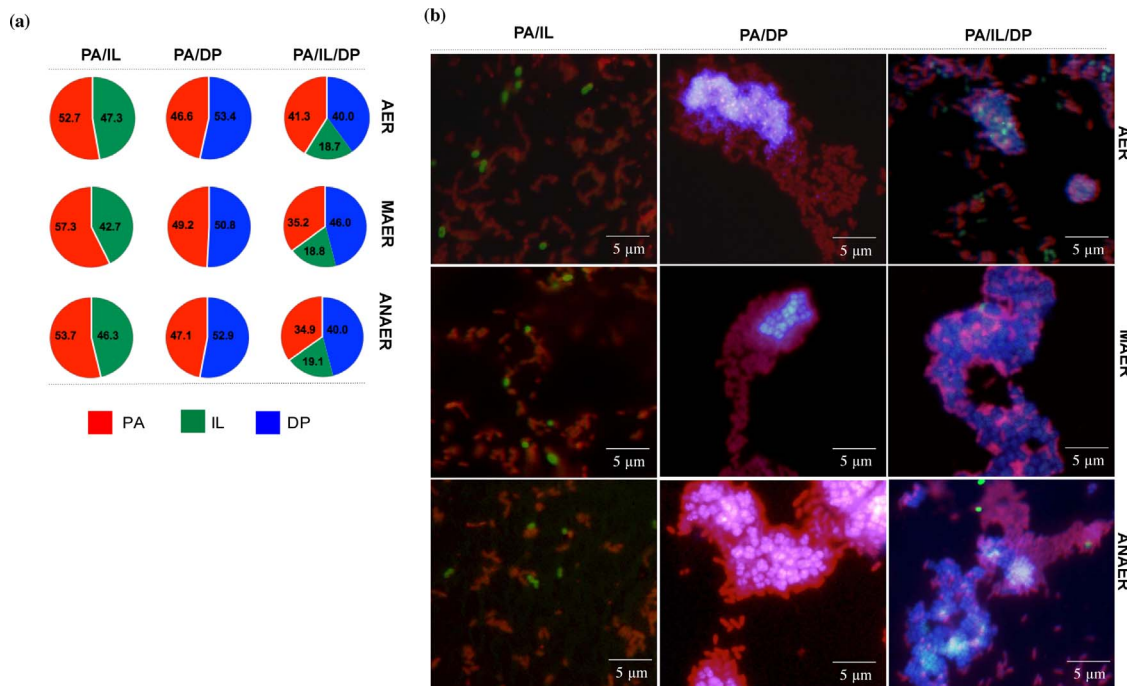 (a)
PA/IL PA/DP PA/IL/DP
52.7 47.3 46.6 53.4 41.3 40.0 18.7 AER
57.3 42.7 49.2 50.8 35.2 46.0 18.8 MAER
53.7 46.3 47.1 52.9 34.9 40.0 19.1 ANAER
PA IL DP
(b)
PA/IL PA/DP PA/IL/DP
5 µm 5 µm 5 µm AER
5 µm 5 µm 5 µm MAER
5 µm 5 µm 5 µm ANAER